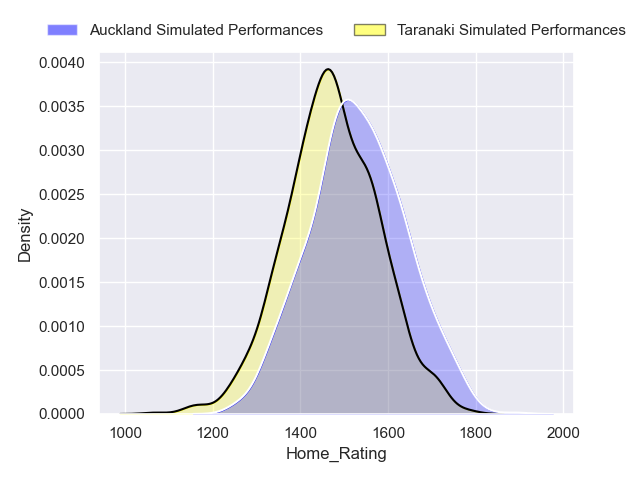 Auckland Simulated Performances Taranaki Simulated Performances
0.0040
0.0035
0.0030
0.0025
0.0020
0.0015
0.0010
0.0005
0.0000
Density
1000 1200 1400 1600 1800 2000
Home_Rating